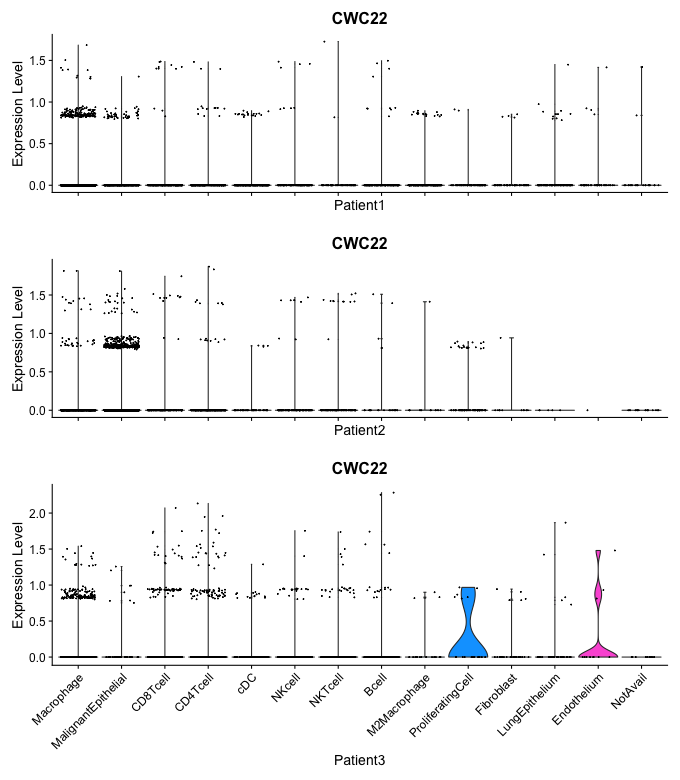 CWC22
Expression Level
1.5
1.0
0.5
0.0
Patient1
CWC22
Expression Level
1.5
1.0
0.5
0.0
Patient2
CWC22
Expression Level
2.0
1.5
1.0
0.5
0.0
Macrophage
MalignantEpithelial
CD8Tcell
CD4Tcell
cDC
NKcell
NKTcell
Bcell
M2Macrophage
ProliferatingCell
Fibroblast
LungEpithelium
Endothelium
NotAvail
Patient3